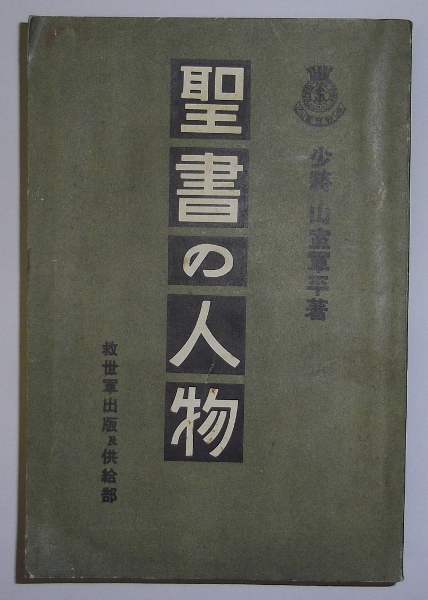 少将 山室軍平著
聖書の人物
救世軍出版及供給部